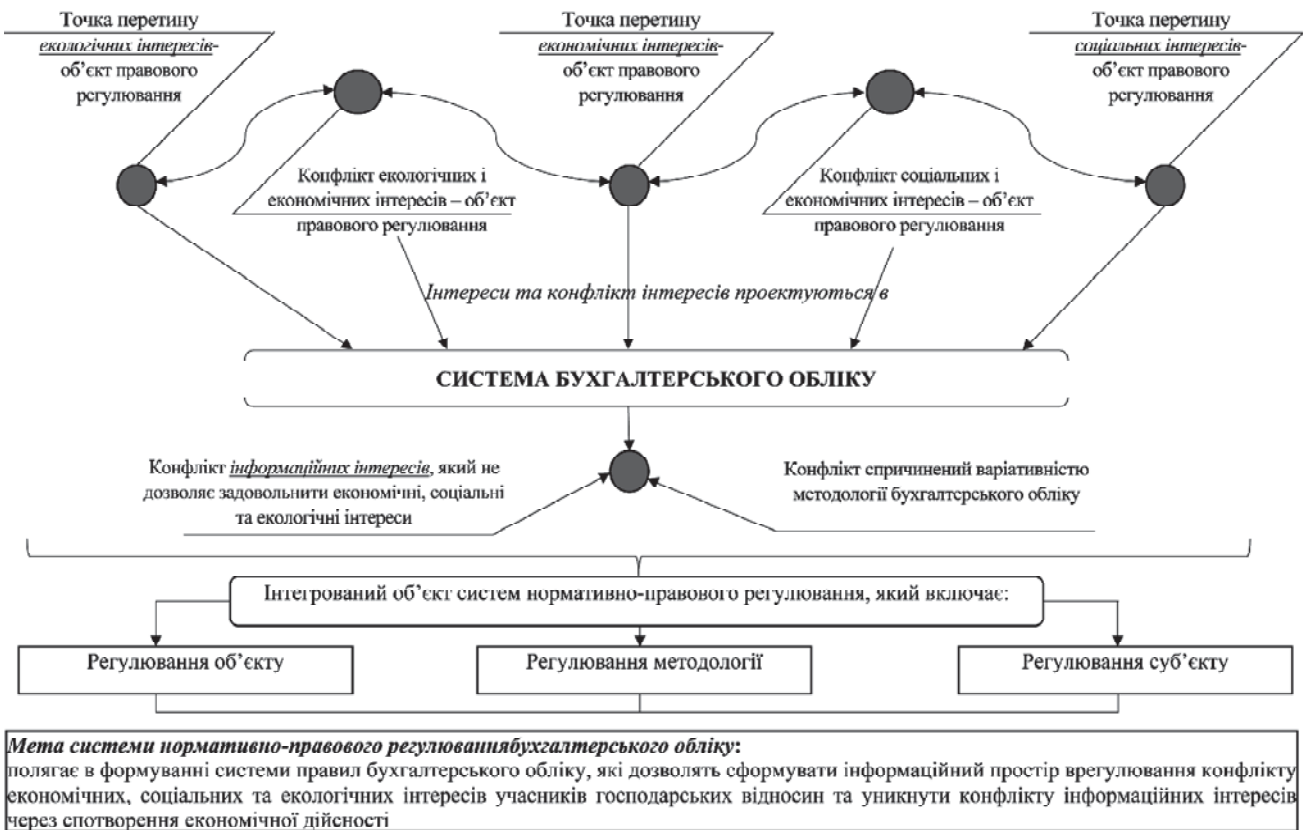 Точка перетину
екологічних інтересів-
об’єкт правового
регулювання
Точка перетину
економічних інтересів-
об’єкт правового
регулювання
Точка перетину
соціальних інтересів-
об’єкт правового
регулювання
Конфлікт екологічних і
економічних інтересів – об’єкт
правового регулювання
Конфлікт соціальних і
економічних інтересів – об’єкт
правового регулювання
Інтереси та конфлікт інтересів проектуються в
СИСТЕМА БУХГАЛТЕРСЬКОГО ОБЛІКУ
Конфлікт інформаційних інтересів, який не
дозволяє задовольнити економічні, соціальні
та екологічні інтереси
Конфлікт спричинений варіативністю
методології бухгалтерського обліку
Інтегрований об’єкт систем нормативно-правового регулювання, який включає:
Регулювання об’єкту
Регулювання методології
Регулювання суб’єкту
Мета системи нормативно-правового регулюваннябухгалтерського обліку:
полягає в формуванні системи правил бухгалтерського обліку, які дозволять сформувати інформаційний простір врегулювання конфлікту
економічних, соціальних та екологічних інтересів учасників господарських відносин та уникнути конфлікту інформаційних інтересів
через спотворення економічної дійсності